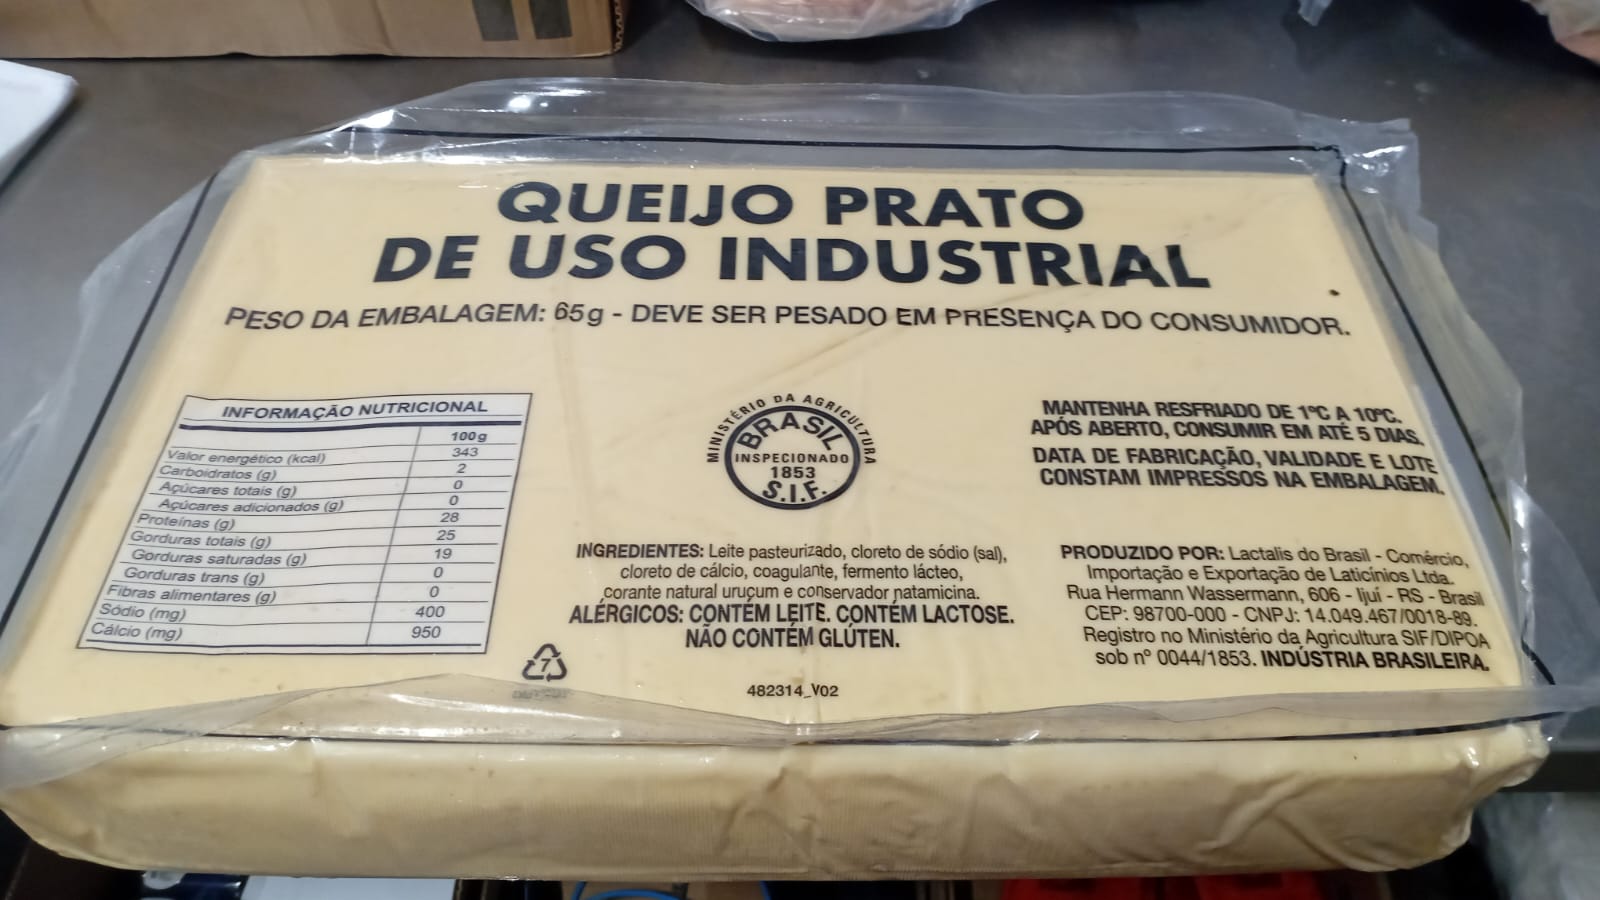 QUEIJO PRATO
DE USO INDUSTRIAL
PESO DA EMBALAGEM: 65g - DEVE SER PESADO EM PRESENÇA DO CONSUMIDOR.
INFORMAÇÃO NUTRICIONAL
100g
Valor energético (kcal) 343
Carboidratos (g) 2
Açúcares totais (g) 0
Açúcares adicionados (g) 0
Proteínas (g) 28
Gorduras totais (g) 25
Gorduras saturadas (g) 19
Gorduras trans (g) 0
Fibras alimentares (g) 0
Sódio (mg) 400
Cálcio (mg) 950
7
MINISTÉRIO DA AGRICULTURA
BRASIL
INSPECIONADO
1853
S.I.F.
INGREDIENTES: Leite pasteurizado, cloreto de sódio (sal),
cloreto de cálcio, coagulante, fermento lácteo,
corante natural urucum e conservador natamicina.
ALÉRGICOS: CONTÉM LEITE. CONTÉM LACTOSE.
NÃO CONTÉM GLÚTEN.
482314_V02
MANTENHA RESFRIADO DE 1ºC A 10ºC.
APÓS ABERTO, CONSUMIR EM ATÉ 5 DIAS.
DATA DE FABRICAÇÃO, VALIDADE E LOTE
CONSTAM IMPRESSOS NA EMBALAGEM.
PRODUZIDO POR: Lactalis do Brasil - Comércio,
Importação e Exportação de Laticínios Ltda.
Rua Hermann Wassermann, 606 - Ijuí - RS - Brasil
CEP: 98700-000 - CNPJ: 14.049.467/0018-89.
Registro no Ministério da Agricultura SIF/DIPOA
sob nº 0044/1853. INDÚSTRIA BRASILEIRA.